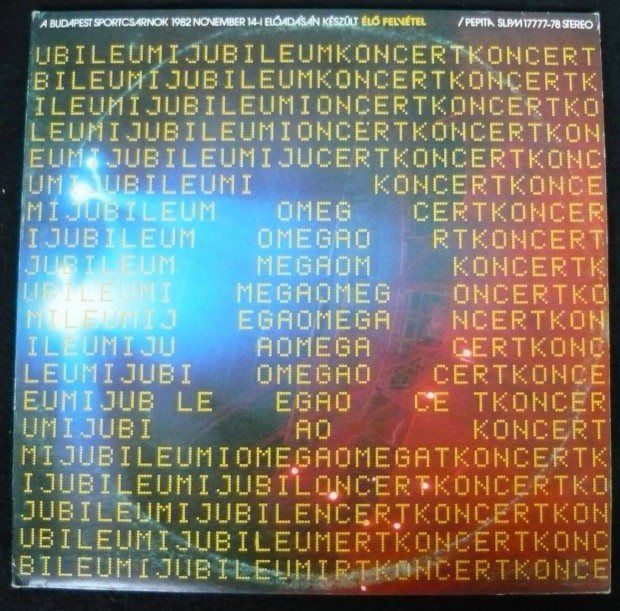 A BUDAPEST SPORTCSARNOK 1982 NOVEMBER 14-I ELŐADÁSÁN KÉSZÜLT ÉLŐ FELVÉTEL / PEPITA SLPM 17777-78 STEREO
UBILEUMIJUBILEUMKONCERTKONCERT
BILEUMIJUBILEUMKONCERTKONCERTK
ILEUMIJUBILEUMIONCERTKONCERTKO
LEUMIJUBILEUMIONCERTKONCERTKON
EUMIJUBILEUMIJUCERTKONCERTKONC
UMIJUBILEUMI KONCERTKONCE
MIJUBILEUM OMEG CERTKONCER
IJUBILEUM OMEGAO RTKONCERT
JUBILEUM MEGAOM KONCERTK
UBILEUMI MEGAOMEG ONCERTKO
MILEUMIJ EGAOMEGA NCERTKON
ILEUMIJU AOMEGA CERTKONC
LEUMIJUBI OMEGAO CERTKONCE
EUMIJUB LE EGAO CE TKONCER
UMIJUBI AO KONCERT
MIJUBILEUMIOMEGAOMEGATKONCERTK
IJUBILEUMIJUBILONCERTKONCERTKO
JUBILEUMIJUBILENCERTKONCERTKON
UBILEUMIJUBILEUMERTKONCERTKONC
BILEUMIJUBILEUMIRTKONCERTKONCE